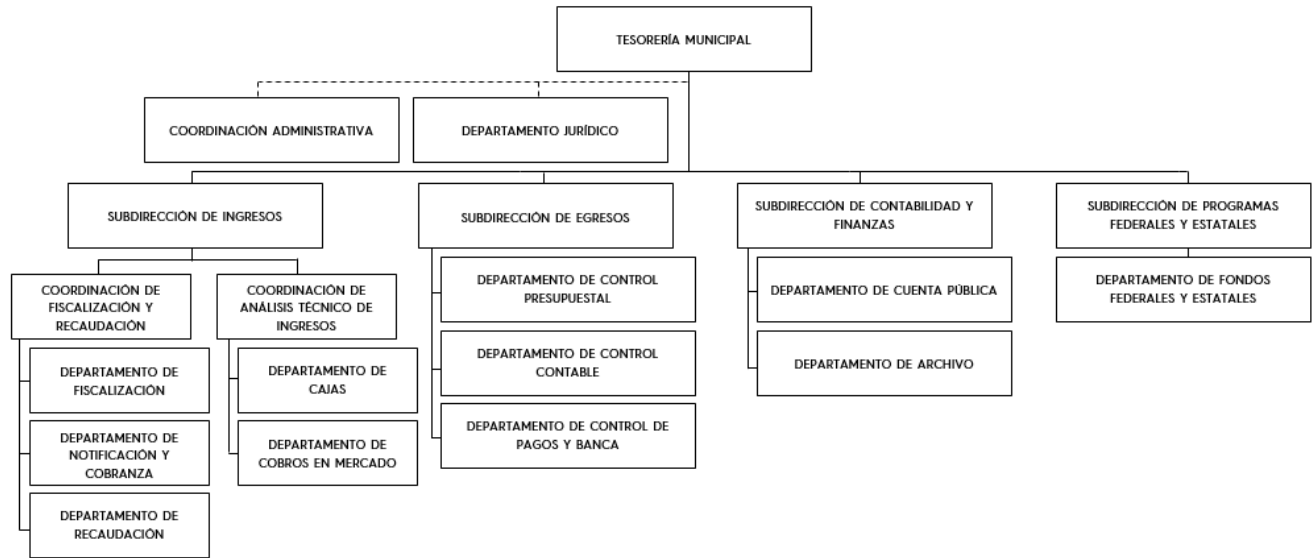 TESORERÍA MUNICIPAL
COORDINACIÓN ADMINISTRATIVA
DEPARTAMENTO JURÍDICO
SUBDIRECCIÓN DE INGRESOS
SUBDIRECCIÓN DE EGRESOS
SUBDIRECCIÓN DE CONTABILIDAD Y
FINANZAS
SUBDIRECCIÓN DE PROGRAMAS
FEDERALES Y ESTATALES
COORDINACIÓN DE
FISCALIZACIÓN Y
RECAUDACIÓN
COORDINACIÓN DE
ANÁLISIS TÉCNICO DE
INGRESOS
DEPARTAMENTO DE CONTROL
PRESUPUESTAL
DEPARTAMENTO DE CUENTA PÚBLICA
DEPARTAMENTO DE FONDOS
FEDERALES Y ESTATALES
DEPARTAMENTO DE
FISCALIZACIÓN
DEPARTAMENTO DE
CAJAS
DEPARTAMENTO DE CONTROL
CONTABLE
DEPARTAMENTO DE ARCHIVO
DEPARTAMENTO DE
NOTIFICACIÓN Y
COBRANZA
DEPARTAMENTO DE
COBROS EN MERCADO
DEPARTAMENTO DE CONTROL DE
PAGOS Y BANCA
DEPARTAMENTO DE
RECAUDACIÓN